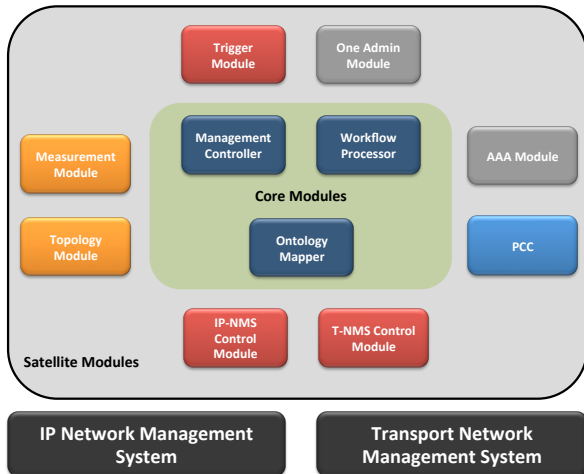 Trigger
Module
One Admin
Module
Management
Controller
Workflow
Processor
Measurement
Module
AAA Module
Core Modules
Topology
Module
Ontology
Mapper
PCC
IP-NMS
Control
Module
T-NMS Control
Module
Satellite Modules
IP Network Management
System
Transport Network
Management System